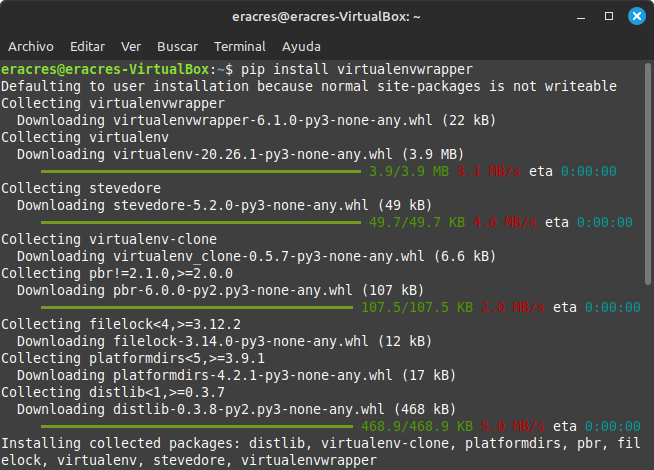 eracres@eracres-VirtualBox: ~
Archivo Editar Ver Buscar Terminal Ayuda
eracres@eracres-VirtualBox:~$ pip install virtualenvwrapper
Defaulting to user installation because normal site-packages is not writeable
Collecting virtualenvwrapper
  Downloading virtualenvwrapper-6.1.0-py3-none-any.whl (22 kB)
Collecting virtualenv
  Downloading virtualenv-20.26.1-py3-none-any.whl (3.9 MB)
3.9/3.9 MB 3.1 MB/s eta 0:00:00
Collecting stevedore
  Downloading stevedore-5.2.0-py3-none-any.whl (49 kB)
49.7/49.7 KB 4.6 MB/s eta 0:00:00
Collecting virtualenv-clone
  Downloading virtualenv_clone-0.5.7-py3-none-any.whl (6.6 kB)
Collecting pbr!=2.1.0,>=2.0.0
  Downloading pbr-6.0.0-py2.py3-none-any.whl (107 kB)
107.5/107.5 KB 2.0 MB/s eta 0:00:00
Collecting filelock<4,>=3.12.2
  Downloading filelock-3.14.0-py3-none-any.whl (12 kB)
Collecting platformdirs<5,>=3.9.1
  Downloading platformdirs-4.2.1-py3-none-any.whl (17 kB)
Collecting distlib<1,>=0.3.7
  Downloading distlib-0.3.8-py2.py3-none-any.whl (468 kB)
468.9/468.9 KB 5.0 MB/s eta 0:00:00
Installing collected packages: distlib, virtualenv-clone, platformdirs, pbr, fil
elock, virtualenv, stevedore, virtualenvwrapper